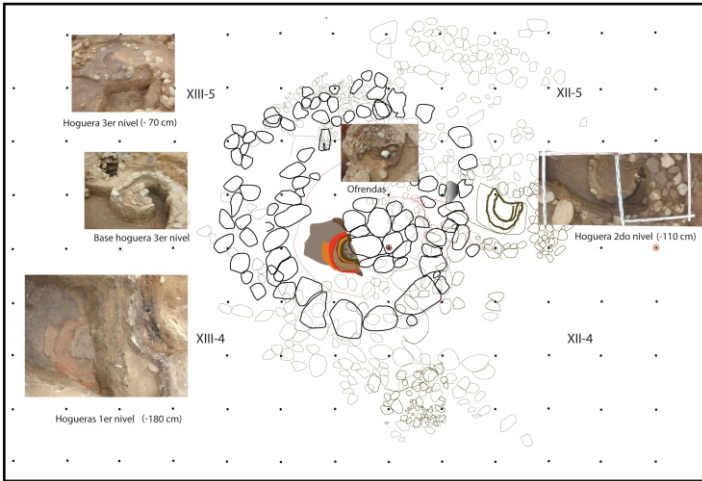 XIII-5
XII-5
Hoguera 3er nivel (- 70 cm)
Ofrendas
Base hoguera 3er nivel
Hoguera 2do nivel (-110 cm)
XIII-4
XII-4
Hogueras 1er nivel (-180 cm)